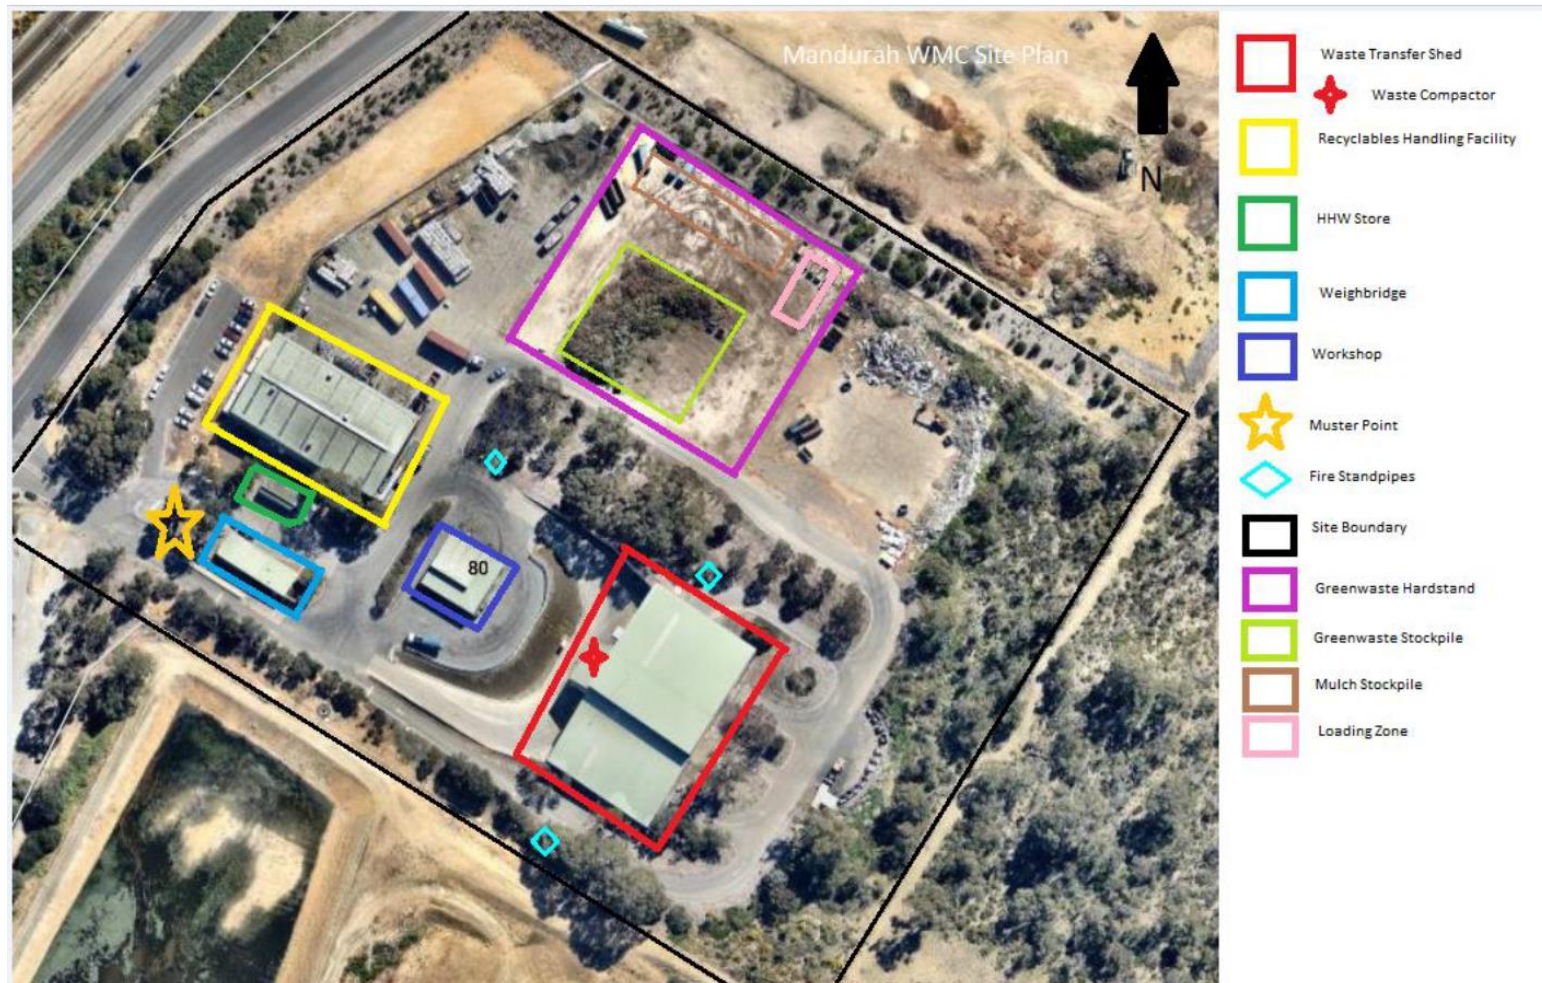 Mandurah WMC Site Plan
N
80
Waste Transfer Shed
Waste Compactor
Recyclables Handling Facility
HHW Store
Weighbridge
Workshop
Muster Point
Fire Standpipes
Site Boundary
Greenwaste Hardstand
Greenwaste Stockpile
Mulch Stockpile
Loading Zone